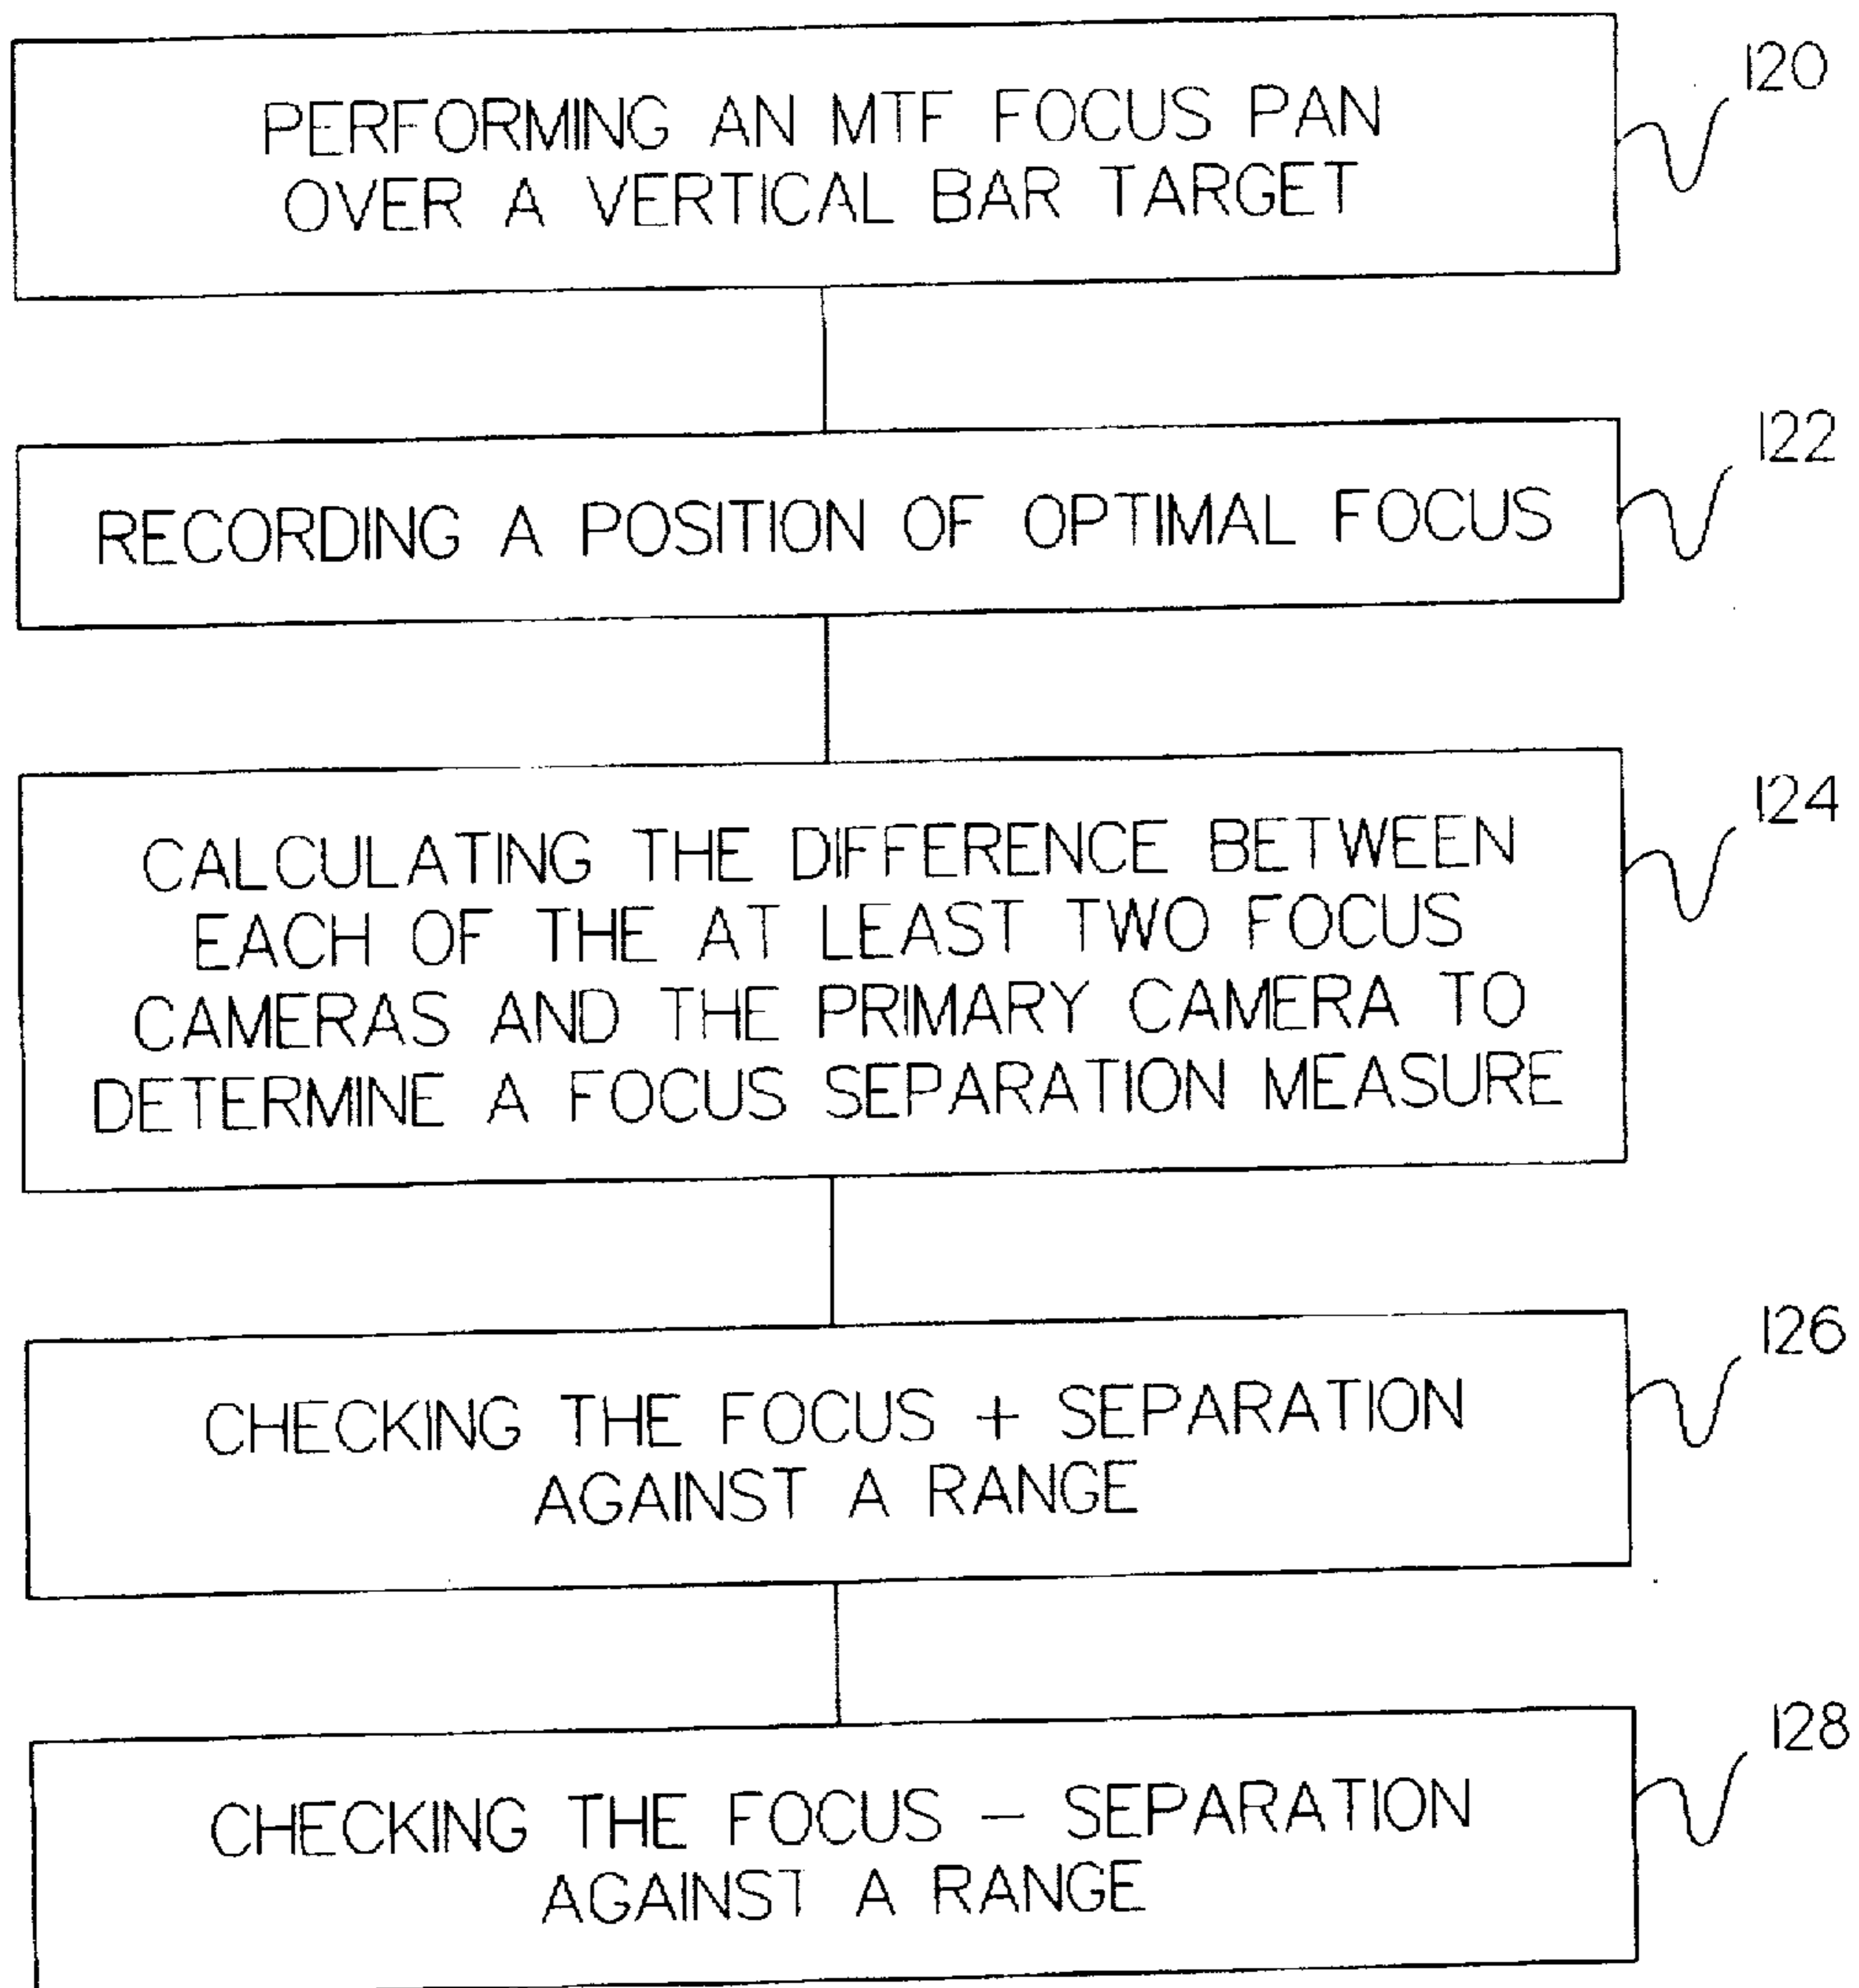 120
PERFORMING AN MTF FOCUS PAN
OVER A VERTICAL BAR TARGET
122
RECORDING A POSITION OF OPTIMAL FOCUS
124
CALCULATING THE DIFFERENCE BETWEEN
EACH OF THE AT LEAST TWO FOCUS
CAMERAS AND THE PRIMARY CAMERA TO
DETERMINE A FOCUS SEPARATION MEASURE
126
CHECKING THE FOCUS + SEPARATION
AGAINST A RANGE
128
CHECKING THE FOCUS - SEPARATION
AGAINST A RANGE